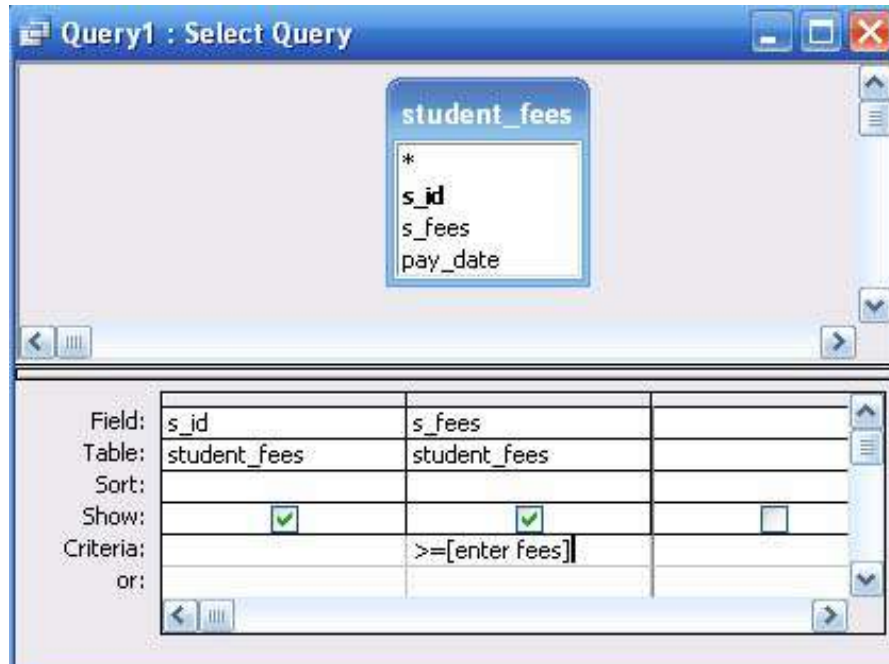 Query1 : Select Query
student_fees
*
s_id
s_fees
pay_date
Field: s_id s_fees
Table: student_fees student_fees
Sort:
Show:
Criteria: >=[enter fees]
or: